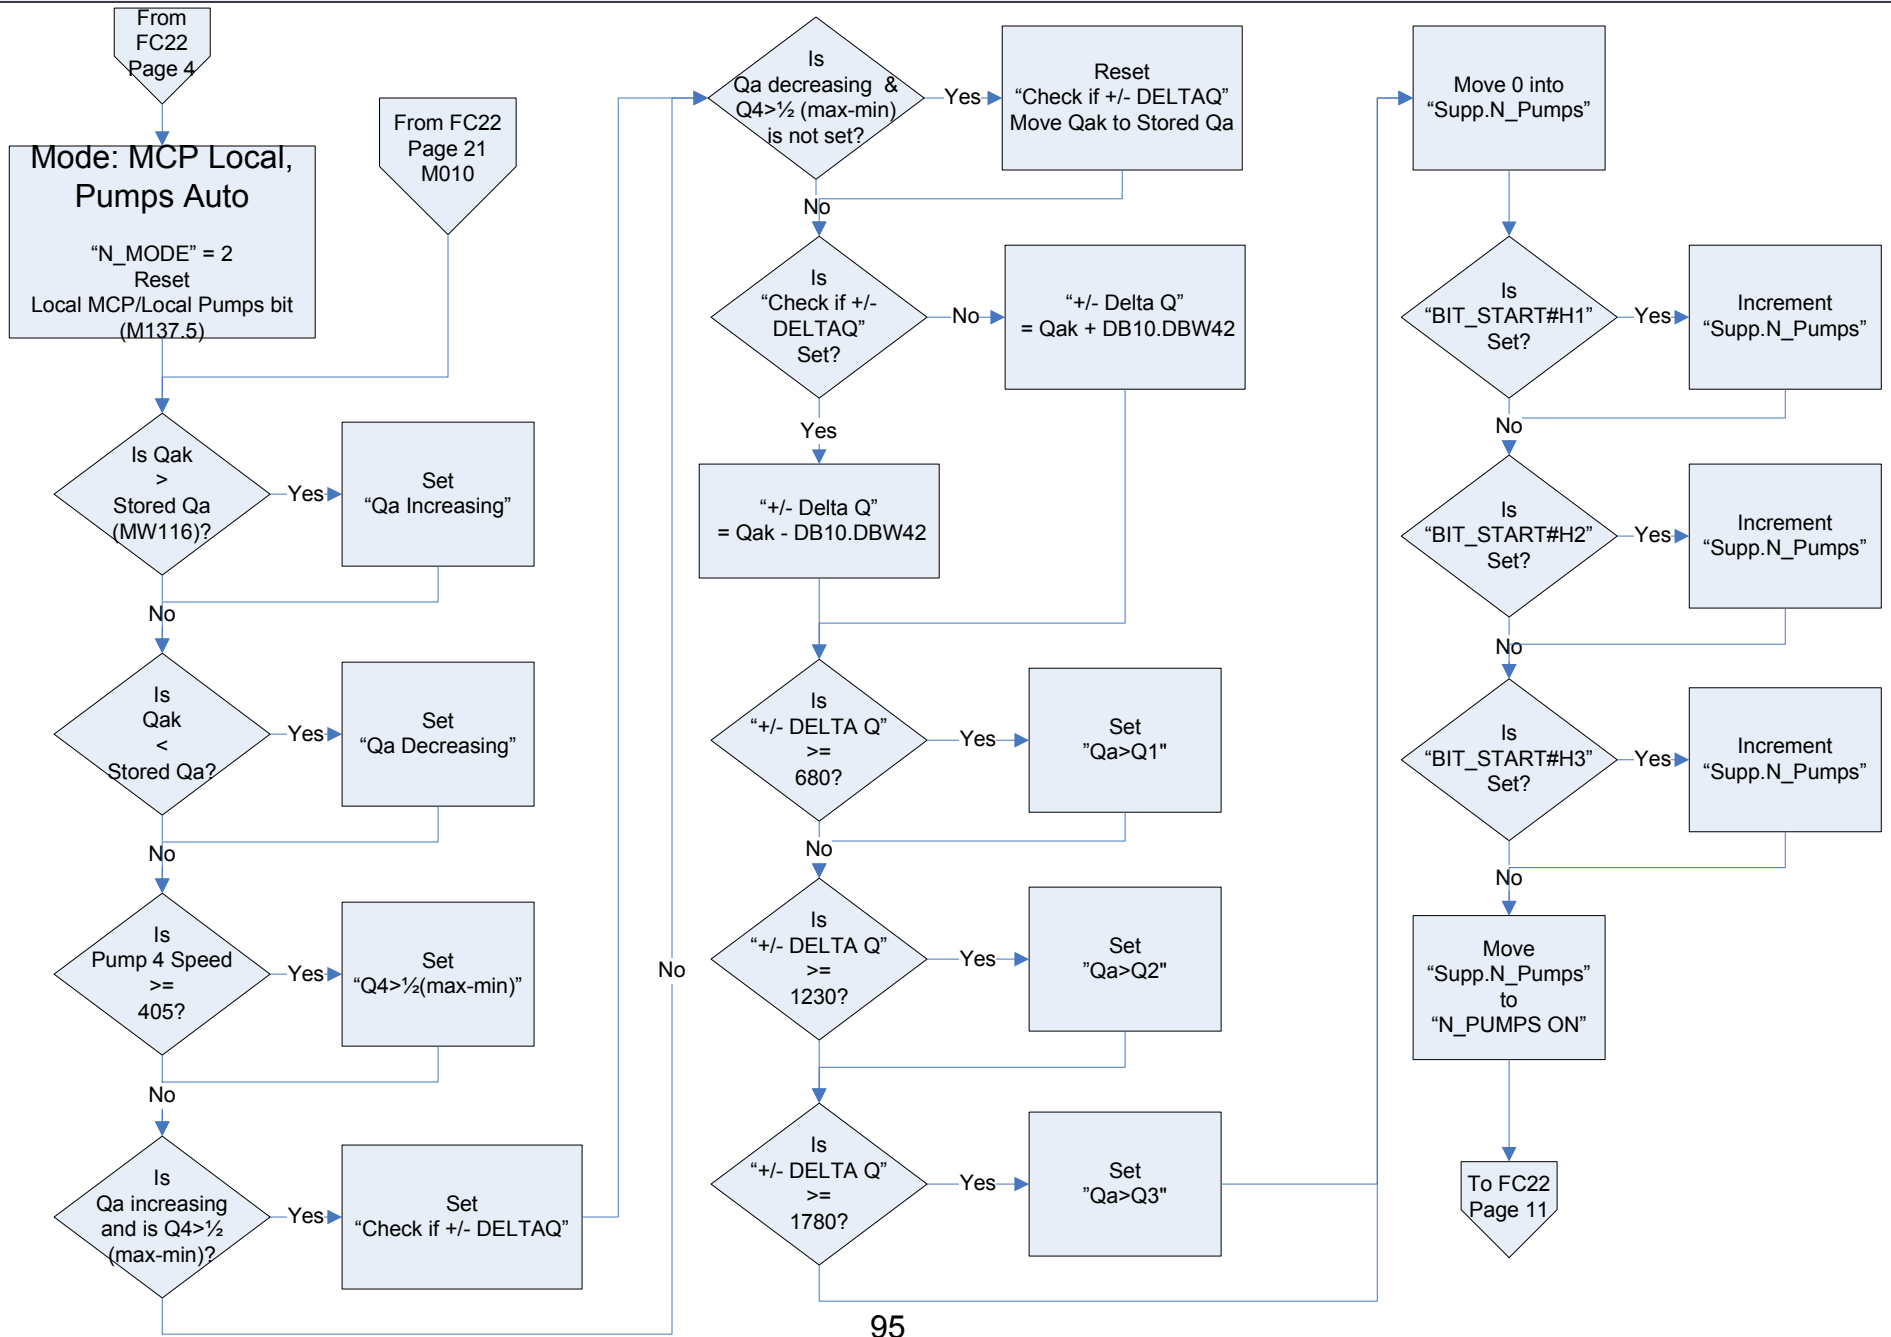 From
FC22
Page 4
Mode: MCP Local,
Pumps Auto
“N_MODE” = 2
Reset
Local MCP/Local Pumps bit
(M137.5)
From FC22
Page 21
M010
Is Qak
>
Stored Qa
(MW116)?
Yes
Set
“Qa Increasing”
No
Is
Qak
<
Stored Qa?
Yes
Set
“Qa Decreasing”
No
Is
Pump 4 Speed
>=
405?
Yes
Set
“Q4>½(max-min)”
No
Is
Qa increasing
and is Q4>½
(max-min)?
Yes
Set
“Check if +/- DELTAQ”
No
Is
Qa decreasing &
Q4>½ (max-min)
is not set?
Yes
Reset
“Check if +/- DELTAQ”
Move Qak to Stored Qa
No
Is
“Check if +/-
DELTAQ”
Set?
No
“+/- Delta Q”
= Qak + DB10.DBW42
Yes
“+/- Delta Q”
= Qak - DB10.DBW42
Is
“+/- DELTA Q”
>=
680?
Yes
Set
”Qa>Q1"
No
Is
“+/- DELTA Q”
>=
1230?
Yes
Set
”Qa>Q2"
Is
“+/- DELTA Q”
>=
1780?
Yes
Set
”Qa>Q3"
Move 0 into
“Supp.N_Pumps”
Is
“BIT_START#H1”
Set?
Yes
Increment
“Supp.N_Pumps”
No
Is
“BIT_START#H2”
Set?
Yes
Increment
“Supp.N_Pumps”
No
Is
“BIT_START#H3”
Set?
Yes
Increment
“Supp.N_Pumps”
No
Move
“Supp.N_Pumps”
to
“N_PUMPS ON”
To FC22
Page 11
95